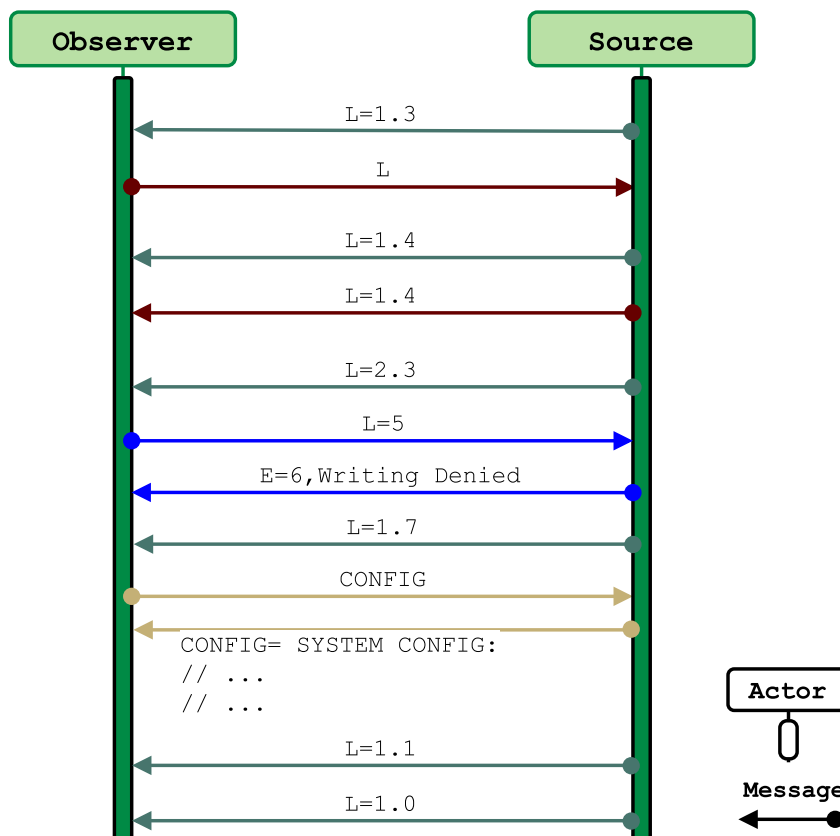 Observer
Source
L=1.3
L
L=1.4
L=1.4
L=2.3
L=5
E=6,Writing Denied
L=1.7
CONFIG
CONFIG= SYSTEM CONFIG:
// ...
// ...
Actor
Message
L=1.1
L=1.0